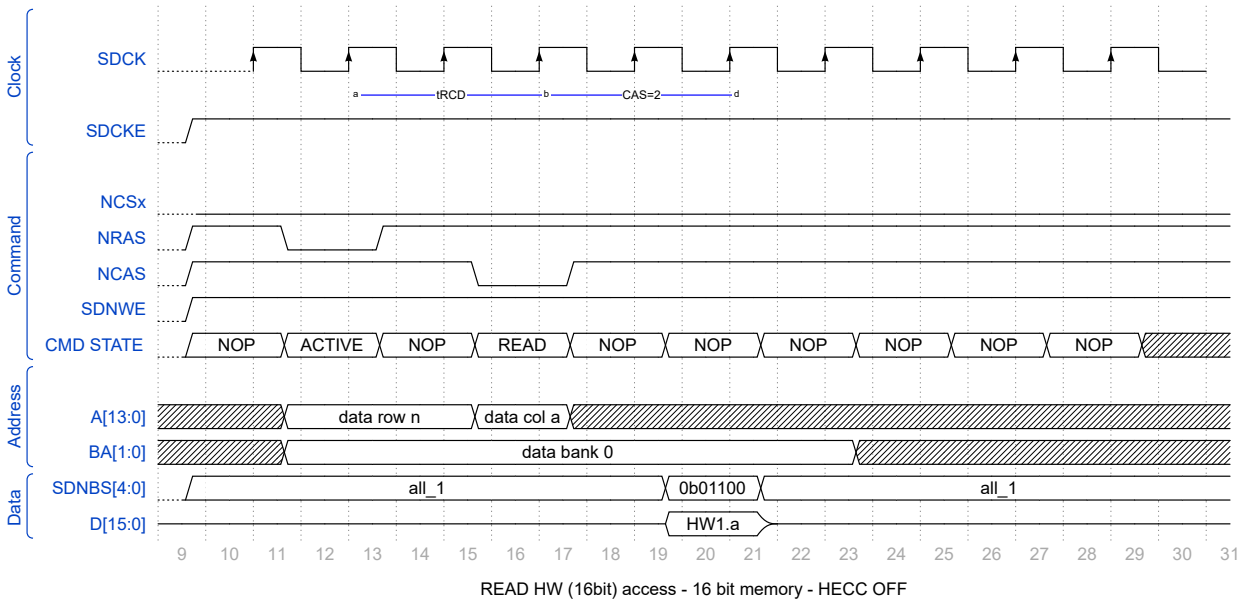 Clock
SDCK
a tRCD b CAS=2 d
SDCKE
Command
NCSx
NRAS
NCAS
SDNWE
CMD STATE NOP ACTIVE NOP READ NOP NOP NOP NOP NOP NOP
Address
A[13:0] data row n data col a
BA[1:0] data bank 0
Data
SDNBS[4:0] all_1 0b01100 all_1
D[15:0] HW1.a
9 10 11 12 13 14 15 16 17 18 19 20 21 22 23 24 25 26 27 28 29 30 31
READ HW (16bit) access - 16 bit memory - HECC OFF